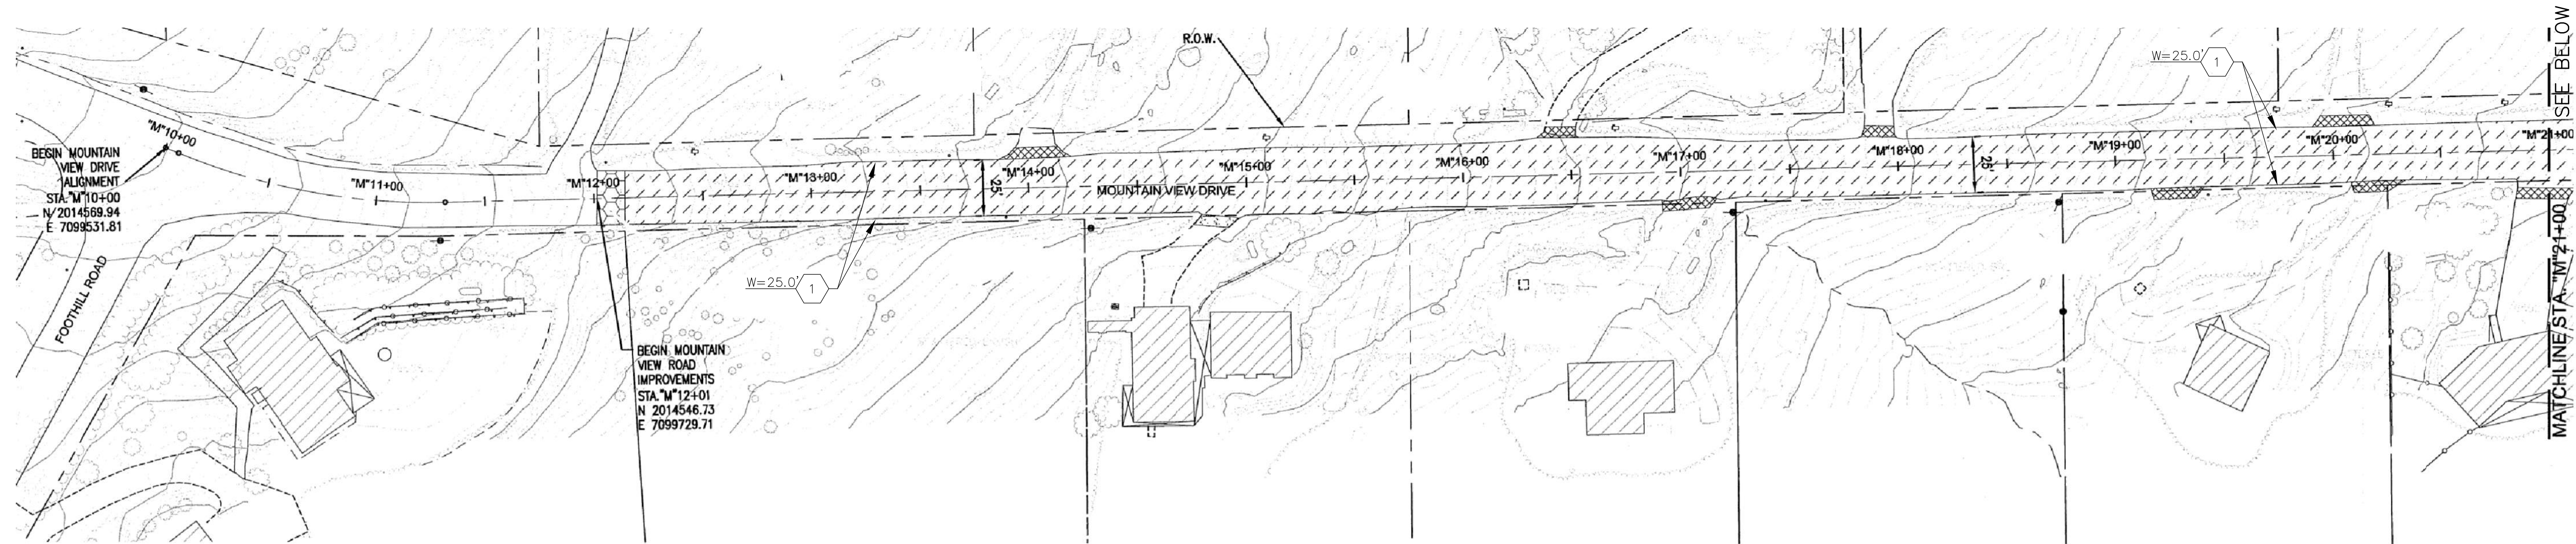 R.O.W.
W=25.0'
1
SEE BELOW
"M"10+00
BEGIN MOUNTAIN
VIEW DRIVE
ALIGNMENT
STA."M"10+00
N 2014569.94
E 7099531.81
"M"11+00
"M"12+00
"M"13+00
"M"14+00
"M"15+00
"M"16+00
"M"17+00
"M"18+00
"M"19+00
"M"20+00
"M"21+00
25'
MOUNTAIN VIEW DRIVE
25'
FOOTHILL ROAD
W=25.0'
1
BEGIN MOUNTAIN
VIEW ROAD
IMPROVEMENTS
STA."M"12+01
N 2014546.73
E 7099729.71
MATCHLINE STA. "M"21+00